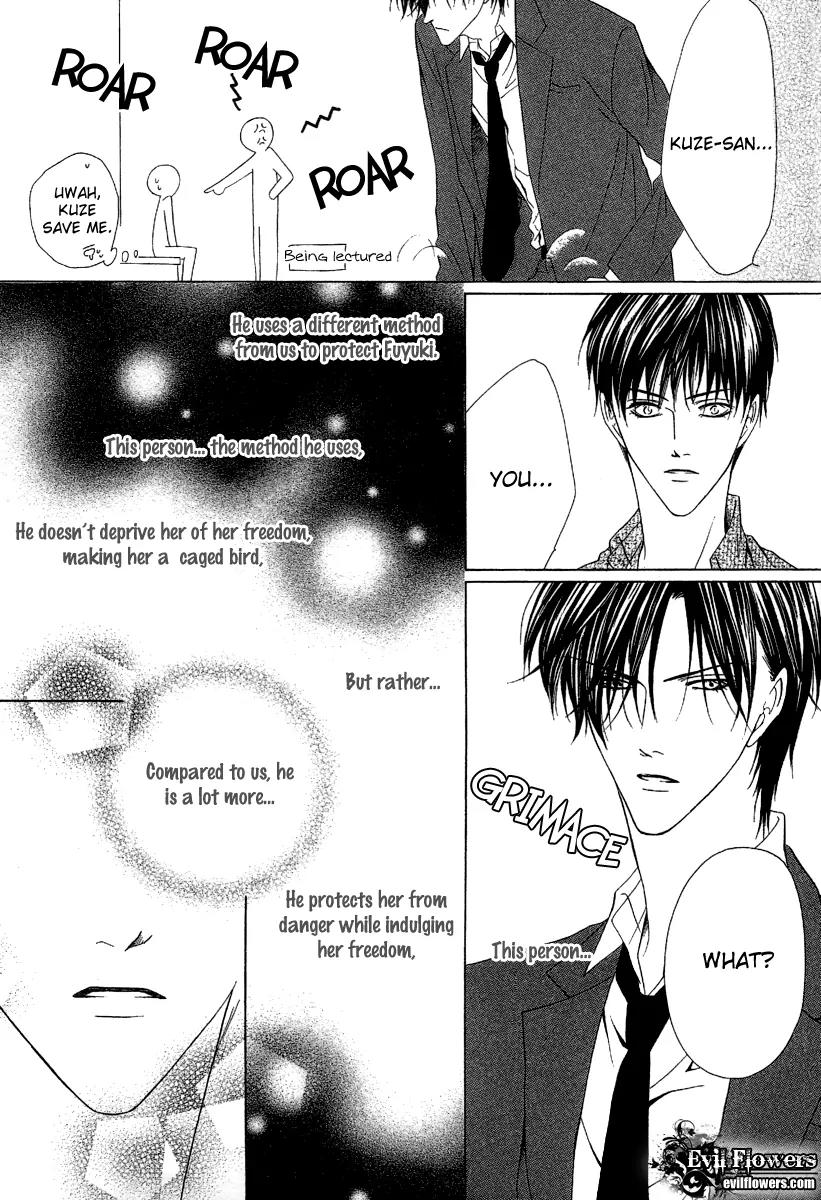 KUZE-SAN...
ROAR
ROAR
ROAR
UWAH,
KUZE
SAVE ME.
Being lectured
YOU...
He uses a different method
from us to protect Fuyuki.
This person... the method he uses,
He doesn't deprive her of her freedom,
making her a caged bird,
WHAT?
GRIMACE
This person...
But rather...
Compared to us, he
is a lot more...
He protects her from
danger while indulging
her freedom,
Evil Flowers
evilflowers.com